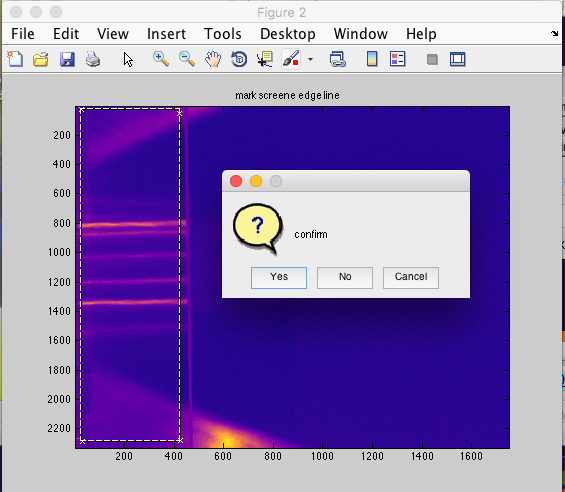 Figure 2
File Edit View Insert Tools Desktop Window Help
mark screene edge line
200
400
600
800
1000
1200
1400
1600
1800
2000
2200
200 400 600 800 1000 1200 1400 1600
?
confirm
Yes No Cancel